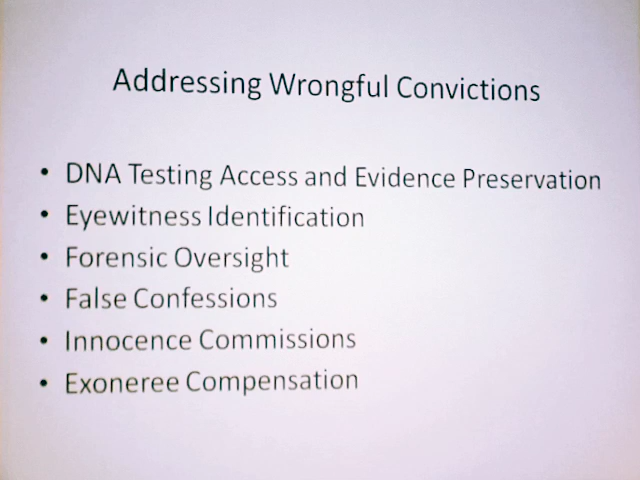 Addressing Wrongful Convictions
• DNA Testing Access and Evidence Preservation
• Eyewitness Identification
• Forensic Oversight
• False Confessions
• Innocence Commissions
• Exoneree Compensation